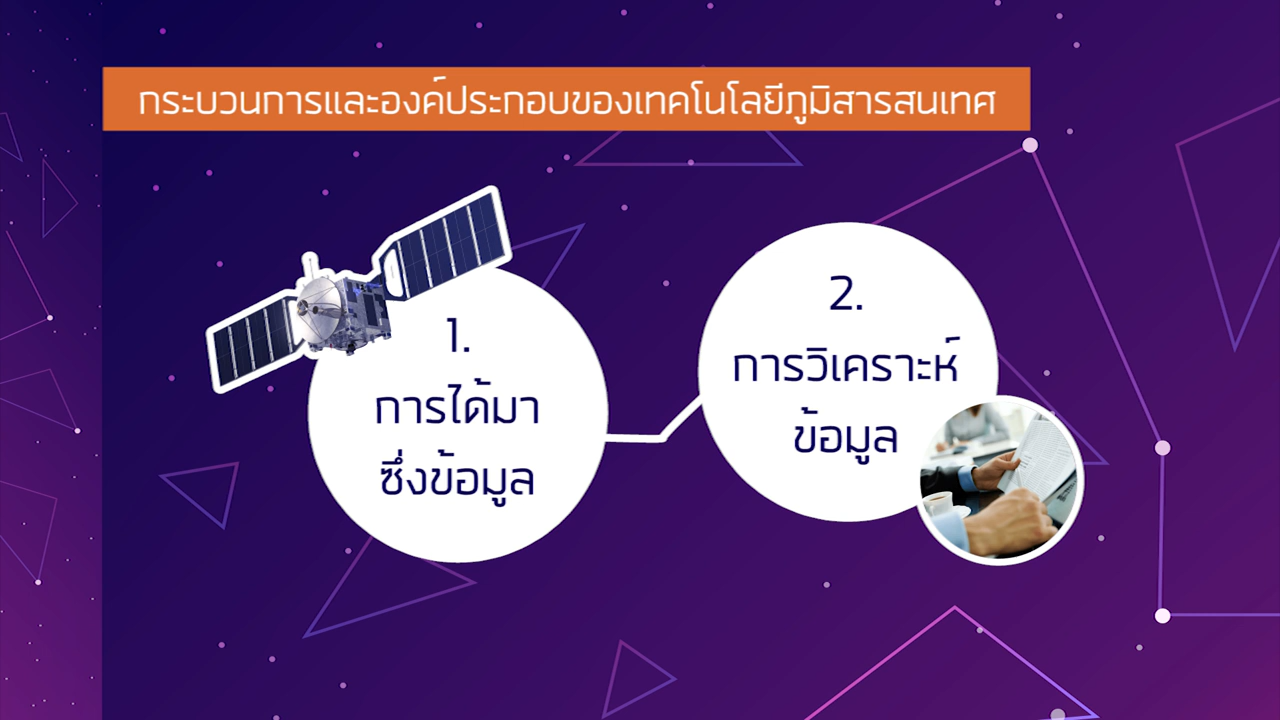 กระบวนการและองค์ประกอบของเทคโนโลยีภูมิสารสนเทศ
1.
การได้มา
ซึ่งข้อมูล
2.
การวิเคราะห์
ข้อมูล